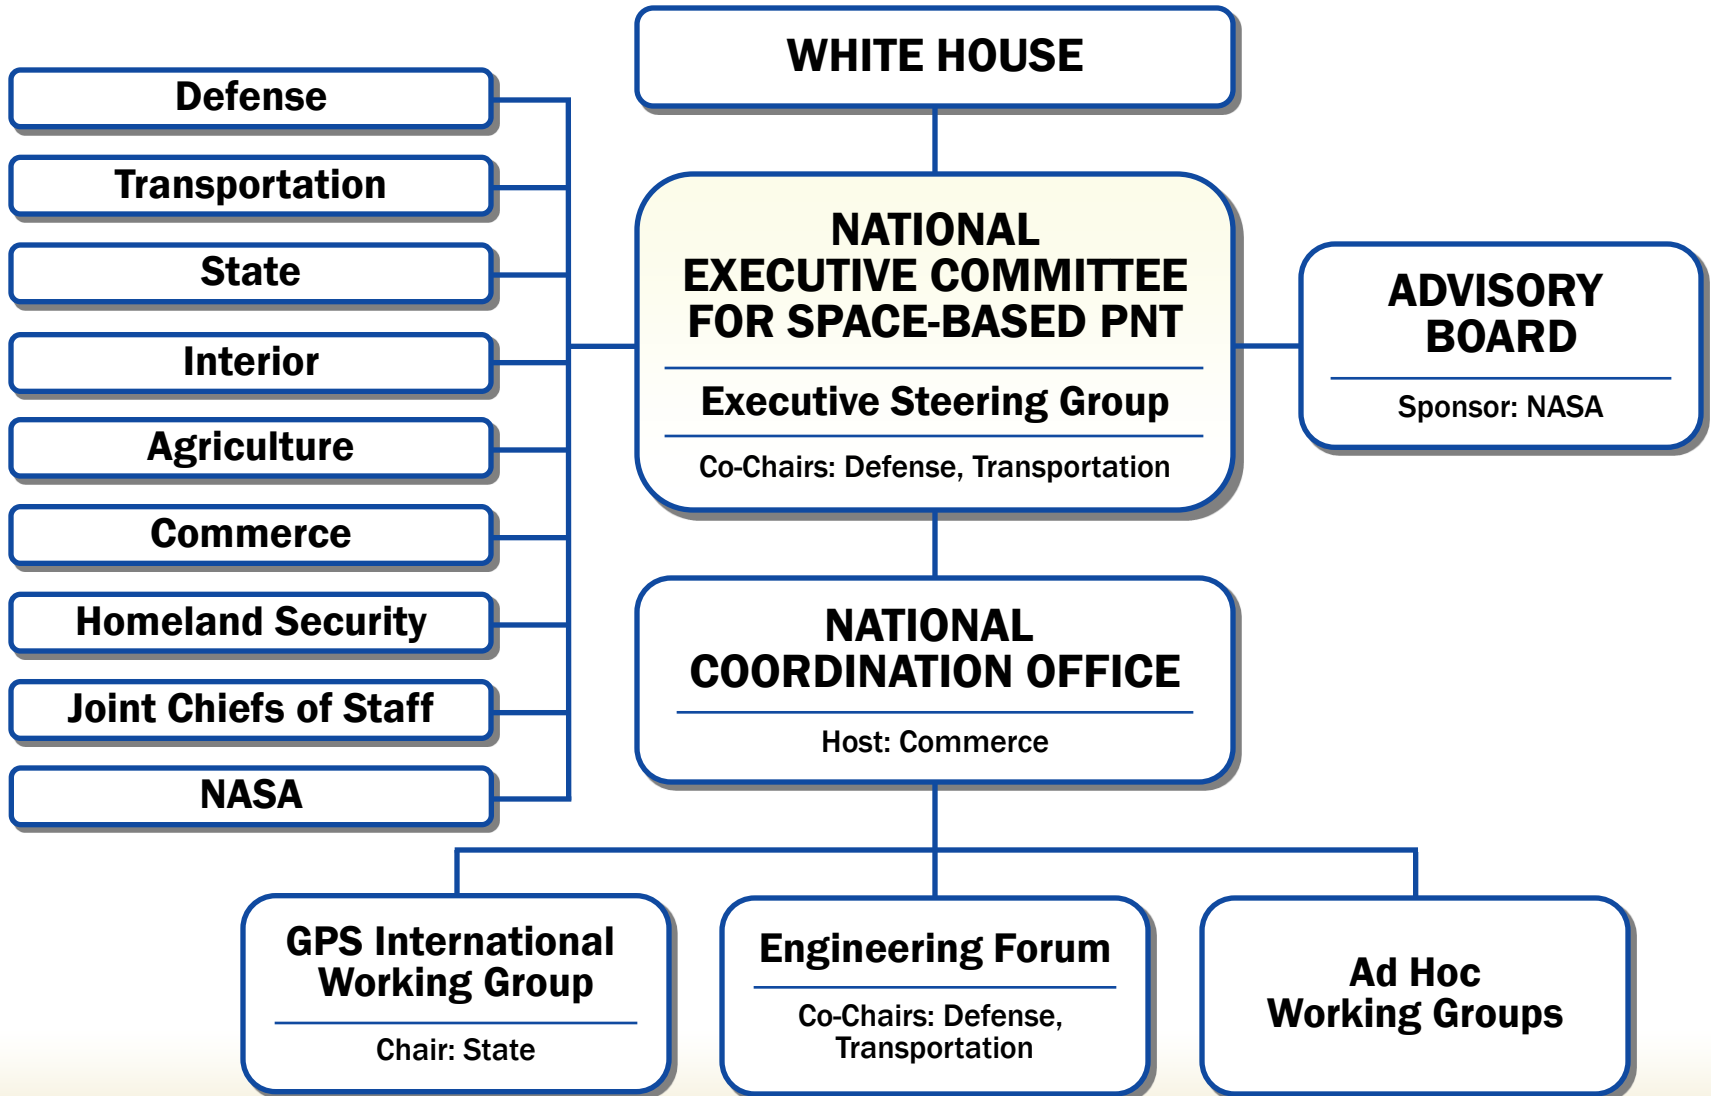 WHITE HOUSE
Defense
Transportation
State
Interior
Agriculture
Commerce
Homeland Security
Joint Chiefs of Staff
NASA
NATIONAL
EXECUTIVE COMMITTEE
FOR SPACE-BASED PNT
Executive Steering Group
Co-Chairs: Defense, Transportation
ADVISORY
BOARD
Sponsor: NASA
NATIONAL
COORDINATION OFFICE
Host: Commerce
GPS International
Working Group
Chair: State
Engineering Forum
Co-Chairs: Defense,
Transportation
Ad Hoc
Working Groups